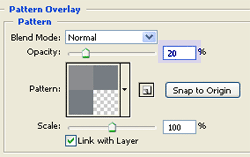 Pattern Overlay
Pattern
Blend Mode: Normal
Opacity: 20 %
Pattern: Snap to Origin
Scale: 100 %
Link with Layer